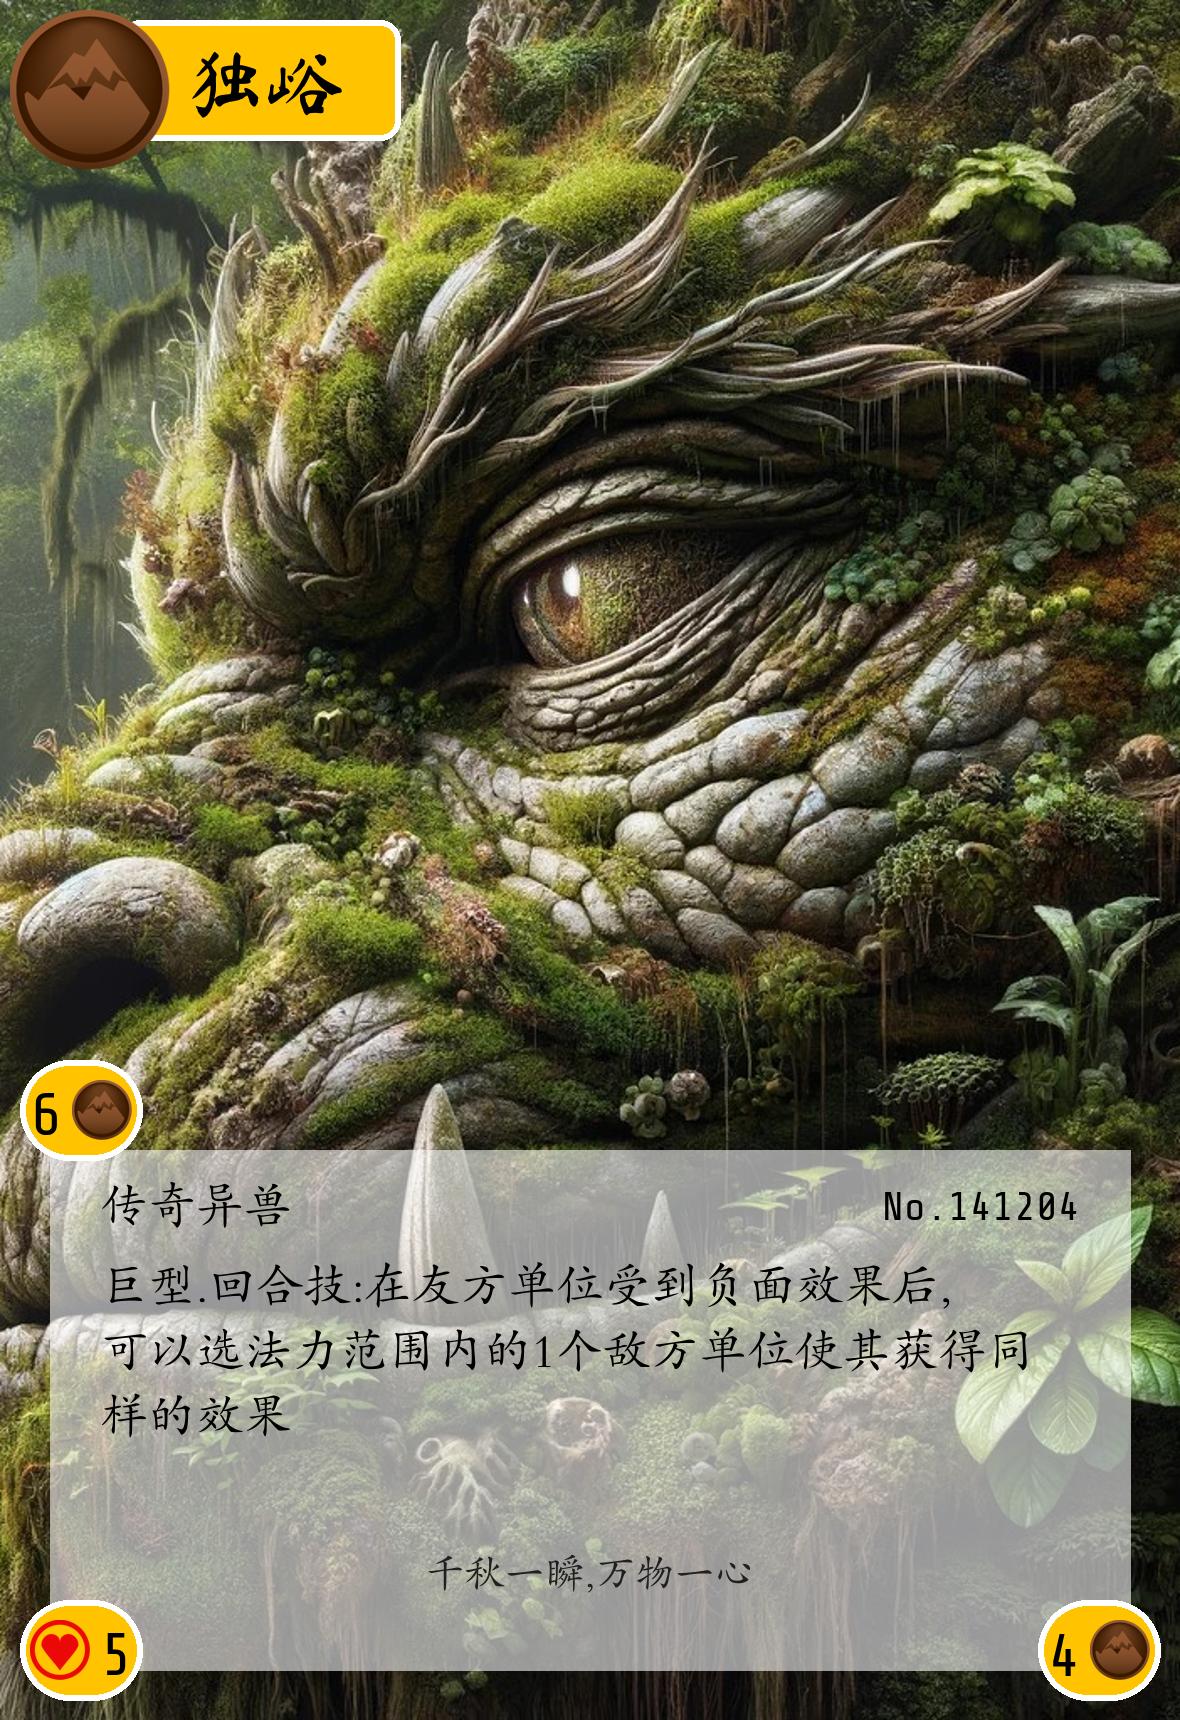 独峪
6
传奇异兽
No.141204
巨型.回合技:在友方单位受到负面效果后,
可以选法力范围内的1个敌方单位使其获得同
样的效果
千秋一瞬,万物一心
5
4